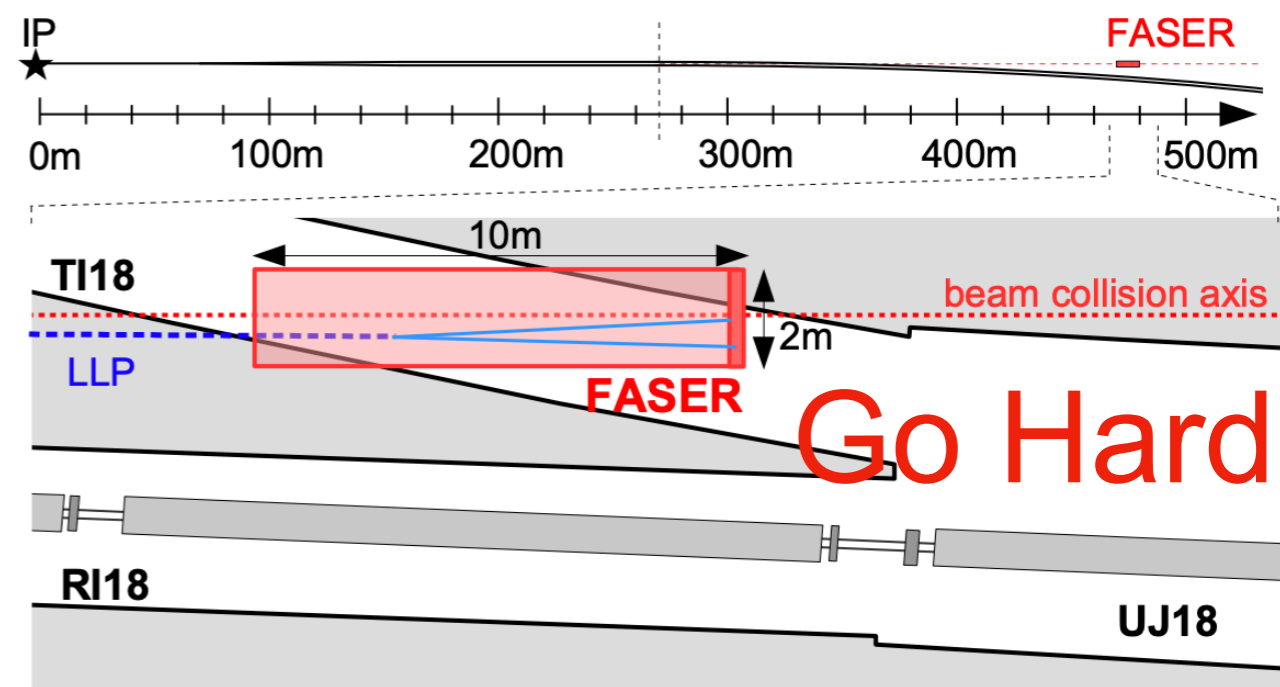 IP
FASER
0m 100m 200m 300m 400m 500m
10m
TI18
beam collision axis
2m
LLP
FASER
Go Hard
RI18
UJ18